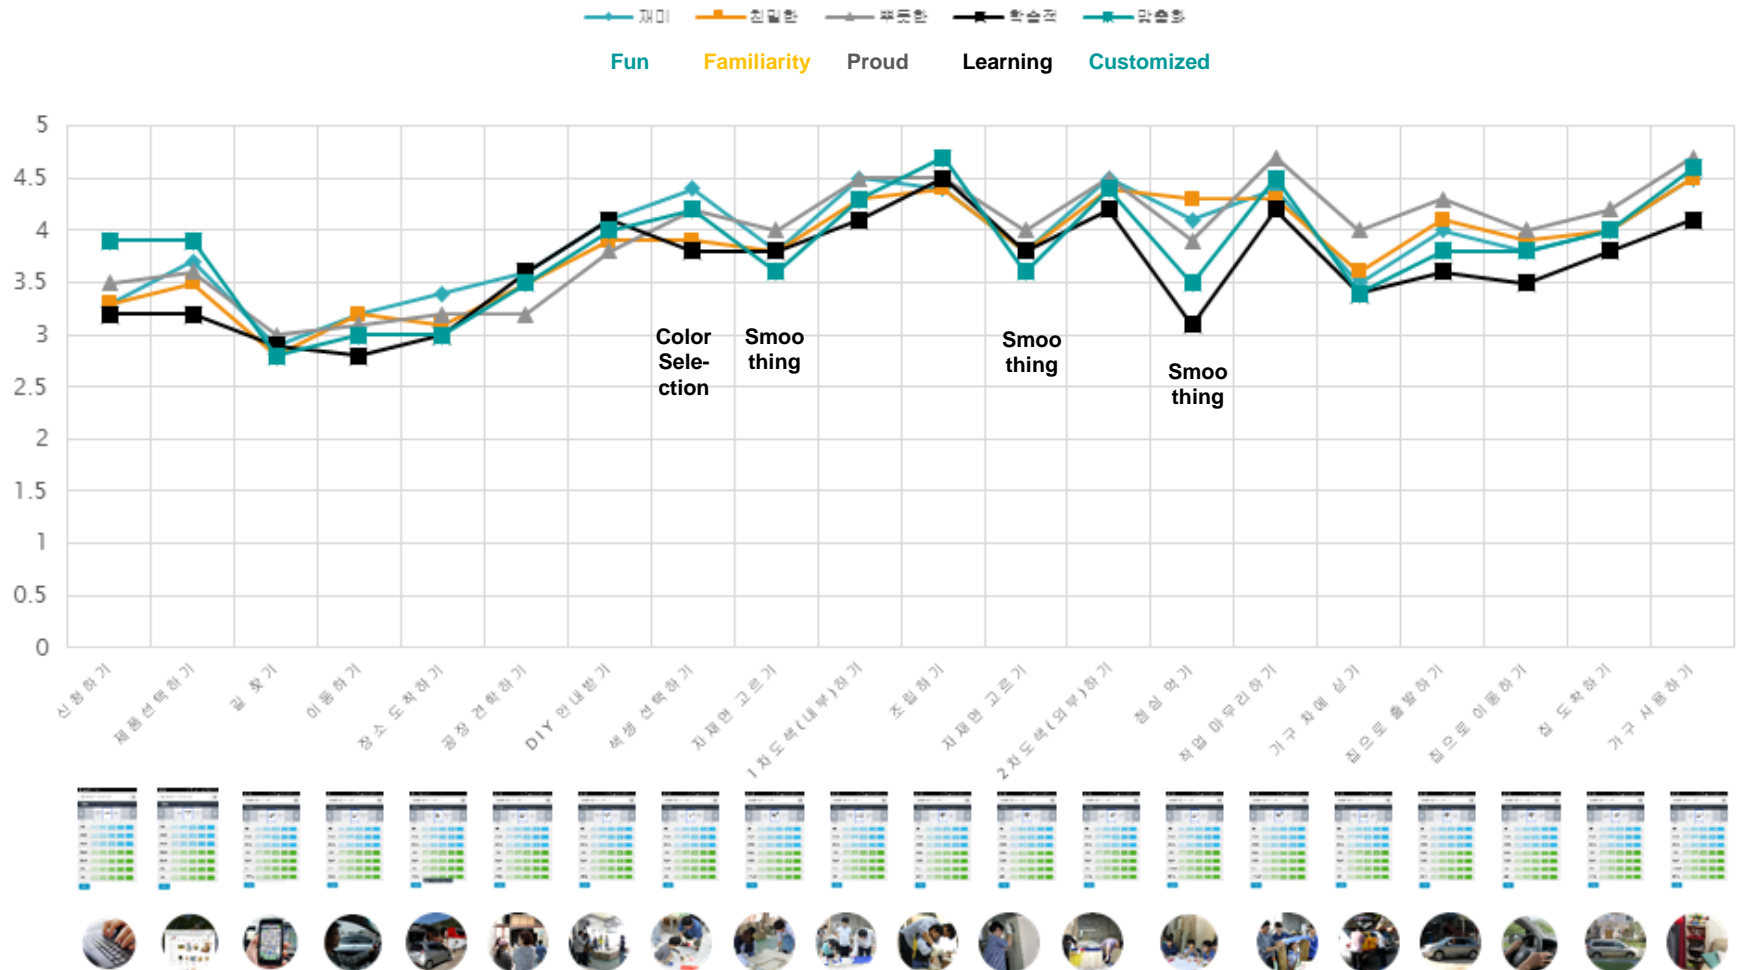 재미 친밀한 뿌듯한 학습적 맞춤화
Fun Familiarity Proud Learning Customized
5
4.5
4
3.5
3
2.5
2
1.5
1
0.5
0
Color
Sele-
ction
Smoo
thing
Smoo
thing
Smoo
thing
신청하기
제품선택하기
길 찾기
이동하기
장소 도착하기
공장 견학하기
DIY 안내받기
색생 선택하기
자재면 고르기
1차도색(내부)하기
조립하기
자재면 고르기
2차도색(외부)하기
점심 먹기
작업 마무리하기
가구 차에 싣기
집으로 출발하기
집으로 이동하기
집 도착하기
가구 사용하기